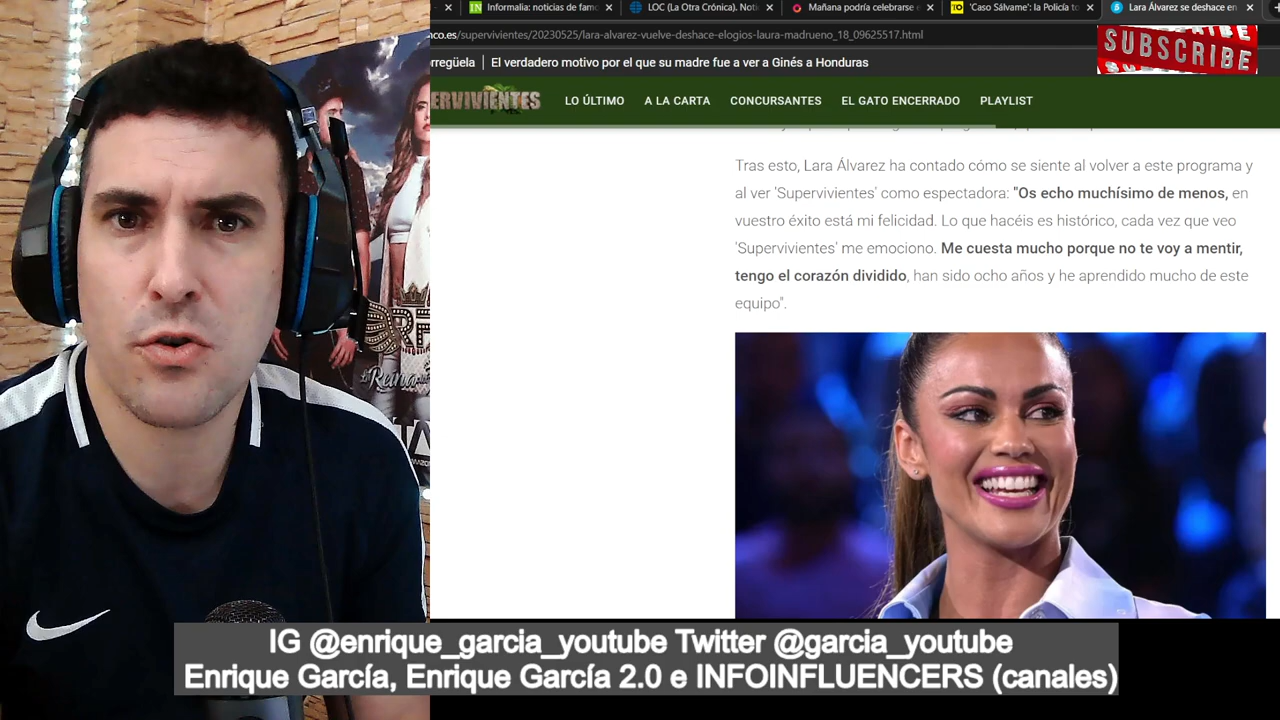 Informalia: noticias de famo
LOC (La Otra Crónica). Noti
Mañana podría celebrarse e
'Caso Sálvame': la Policía to
Lara Álvarez se deshace en
nco.es/supervivientes/20230525/lara-alvarez-vuelve-deshace-elogios-laura-madrueno_18_09625517.html
SUBSCRIBE
rregüela
El verdadero motivo por el que su madre fue a ver a Ginés a Honduras
ERVIVIENTES
LO ÚLTIMO
A LA CARTA
CONCURSANTES
EL GATO ENCERRADO
PLAYLIST
Tras esto, Lara Álvarez ha contado cómo se siente al volver a este programa y
al ver 'Supervivientes' como espectadora: "Os echo muchísimo de menos, en
vuestro éxito está mi felicidad. Lo que hacéis es histórico, cada vez que veo
'Supervivientes' me emociono. Me cuesta mucho porque no te voy a mentir,
tengo el corazón dividido, han sido ocho años y he aprendido mucho de este
equipo".
La Reina
IG @enrique_garcia_youtube Twitter @garcia_youtube
Enrique García, Enrique García 2.0 e INFOINFLUENCERS (canales)